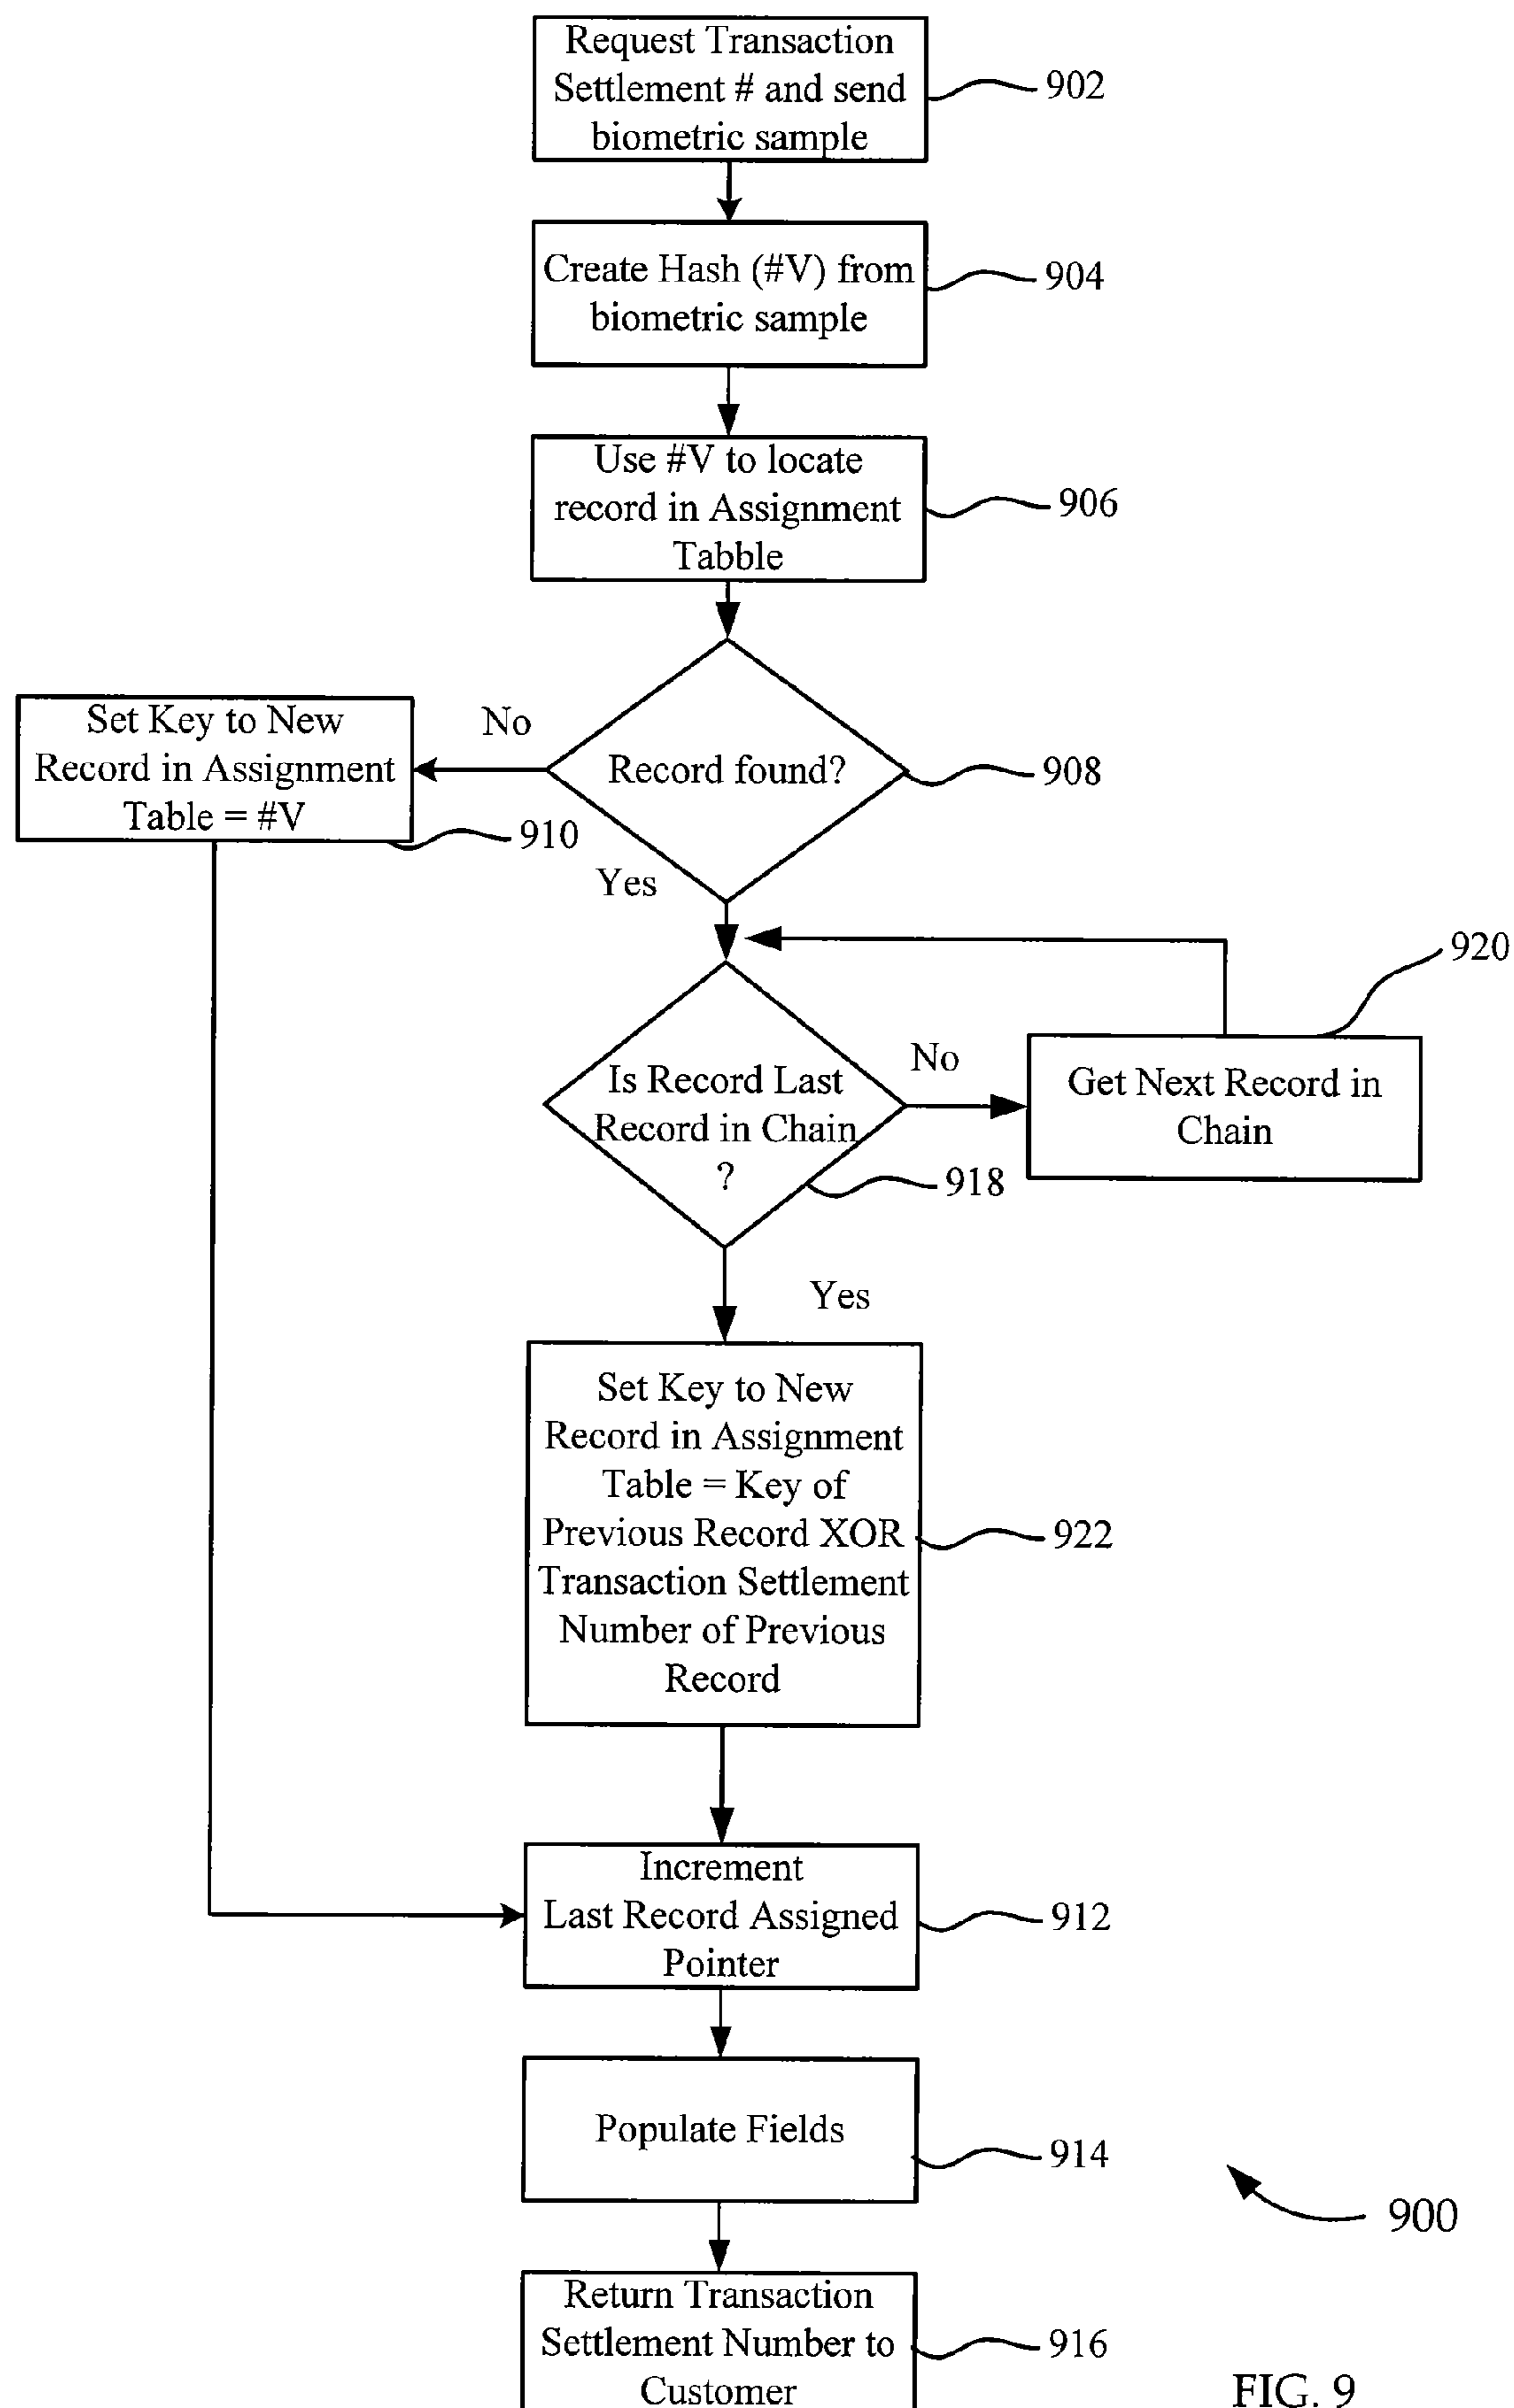 Request Transaction
Settlement # and send
biometric sample
902
Create Hash (#V) from
biometric sample
904
Use #V to locate
record in Assignment
Tabble
906
Record found?
908
No
Set Key to New
Record in Assignment
Table = #V
910
Yes
920
Is Record Last
Record in Chain
?
918
No
Get Next Record in
Chain
Yes
Set Key to New
Record in Assignment
Table = Key of
Previous Record XOR
Transaction Settlement
Number of Previous
Record
922
Increment
Last Record Assigned
Pointer
912
Populate Fields
914
900
Return Transaction
Settlement Number to
Customer
916
FIG. 9